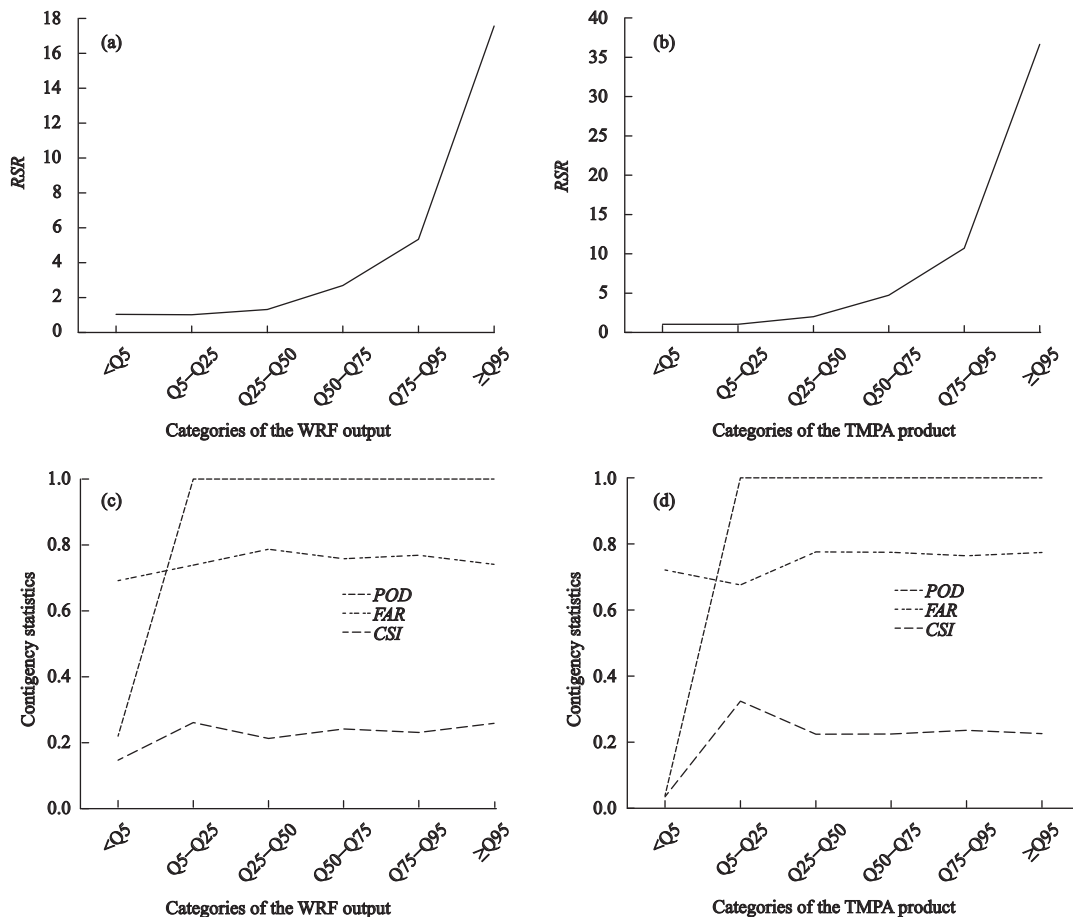 (a)
18
16
14
12
10
8
6
4
2
0
RSR
<Q5
Q5–Q25
Q25–Q50
Q50–Q75
Q75–Q95
≥Q95
Categories of the WRF output
(b)
40
35
30
25
20
15
10
5
0
RSR
<Q5
Q5–Q25
Q25–Q50
Q50–Q75
Q75–Q95
≥Q95
Categories of the TMPA product
(c)
1.0
0.8
0.6
0.4
0.2
0.0
Contigency statistics
POD
FAR
CSI
<Q5
Q5–Q25
Q25–Q50
Q50–Q75
Q75–Q95
≥Q95
Categories of the WRF output
(d)
1.0
0.8
0.6
0.4
0.2
0.0
Contigency statistics
POD
FAR
CSI
<Q5
Q5–Q25
Q25–Q50
Q50–Q75
Q75–Q95
≥Q95
Categories of the TMPA product